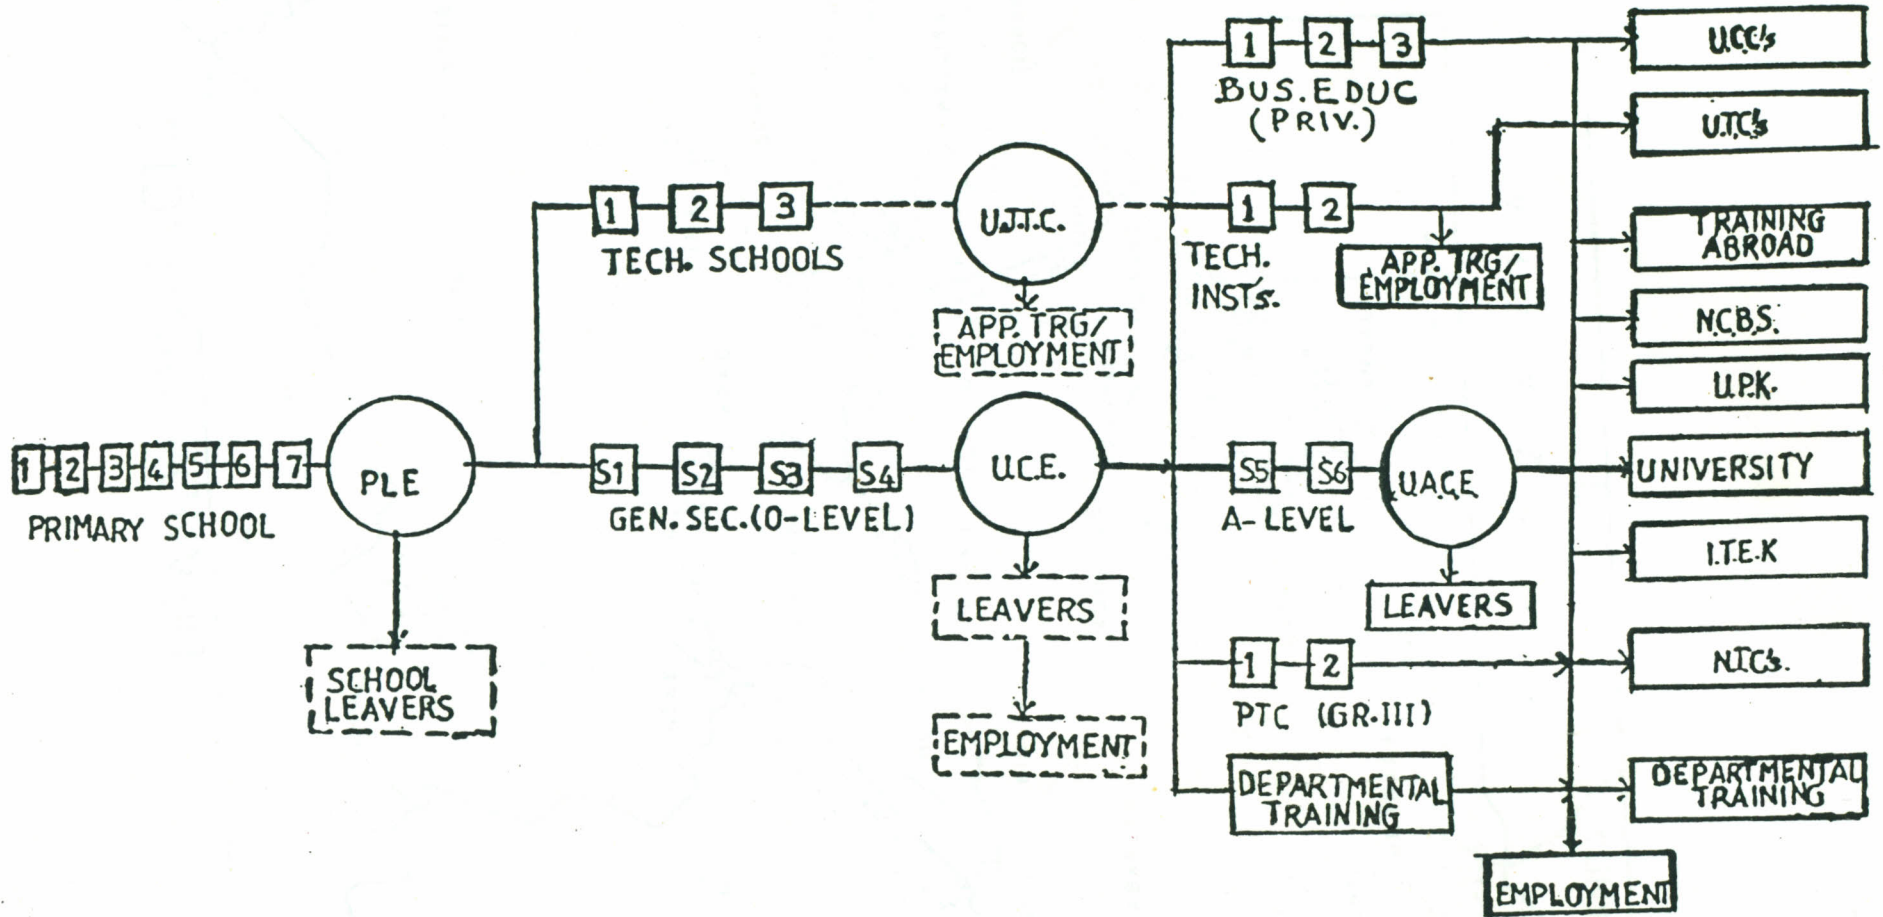 1 2 3 U.C.C's
BUS. EDUC
(PRIV.)
U.T.C's
1 2 3 U.J.T.C. 1 2
TECH. SCHOOLS
TECH.
INST's.
APP. TRG/
EMPLOYMENT
TRAINING
ABROAD
APP. TRG/
EMPLOYMENT
N.C.B.S.
U.P.K.
1 2 3 4 5 6 7 PLE S1 S2 S3 S4 U.C.E. S5 S6 U.A.C.E UNIVERSITY
PRIMARY SCHOOL
GEN. SEC. (O-LEVEL)
A-LEVEL
I.T.E.K
LEAVERS
LEAVERS
SCHOOL
LEAVERS
1 2 N.T.C's.
PTC (GR.III)
EMPLOYMENT
DEPARTMENTAL
TRAINING
DEPARTMENTAL
TRAINING
EMPLOYMENT